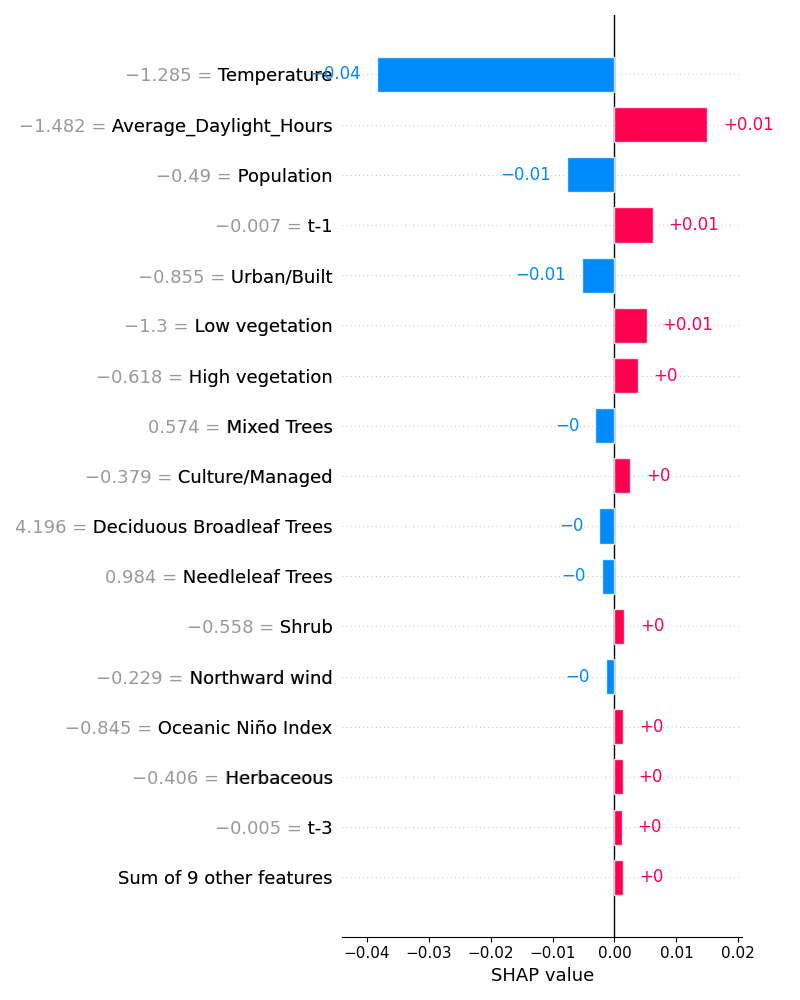 −1.285 = Temperature −0.04
−1.482 = Average_Daylight_Hours +0.01
−0.49 = Population −0.01
−0.007 = t-1 +0.01
−0.855 = Urban/Built −0.01
−1.3 = Low vegetation +0.01
−0.618 = High vegetation +0
0.574 = Mixed Trees −0
−0.379 = Culture/Managed +0
4.196 = Deciduous Broadleaf Trees −0
0.984 = Needleleaf Trees −0
−0.558 = Shrub +0
−0.229 = Northward wind −0
−0.845 = Oceanic Niño Index +0
−0.406 = Herbaceous +0
−0.005 = t-3 +0
Sum of 9 other features +0
−0.04 −0.03 −0.02 −0.01 0.00 0.01 0.02
SHAP value